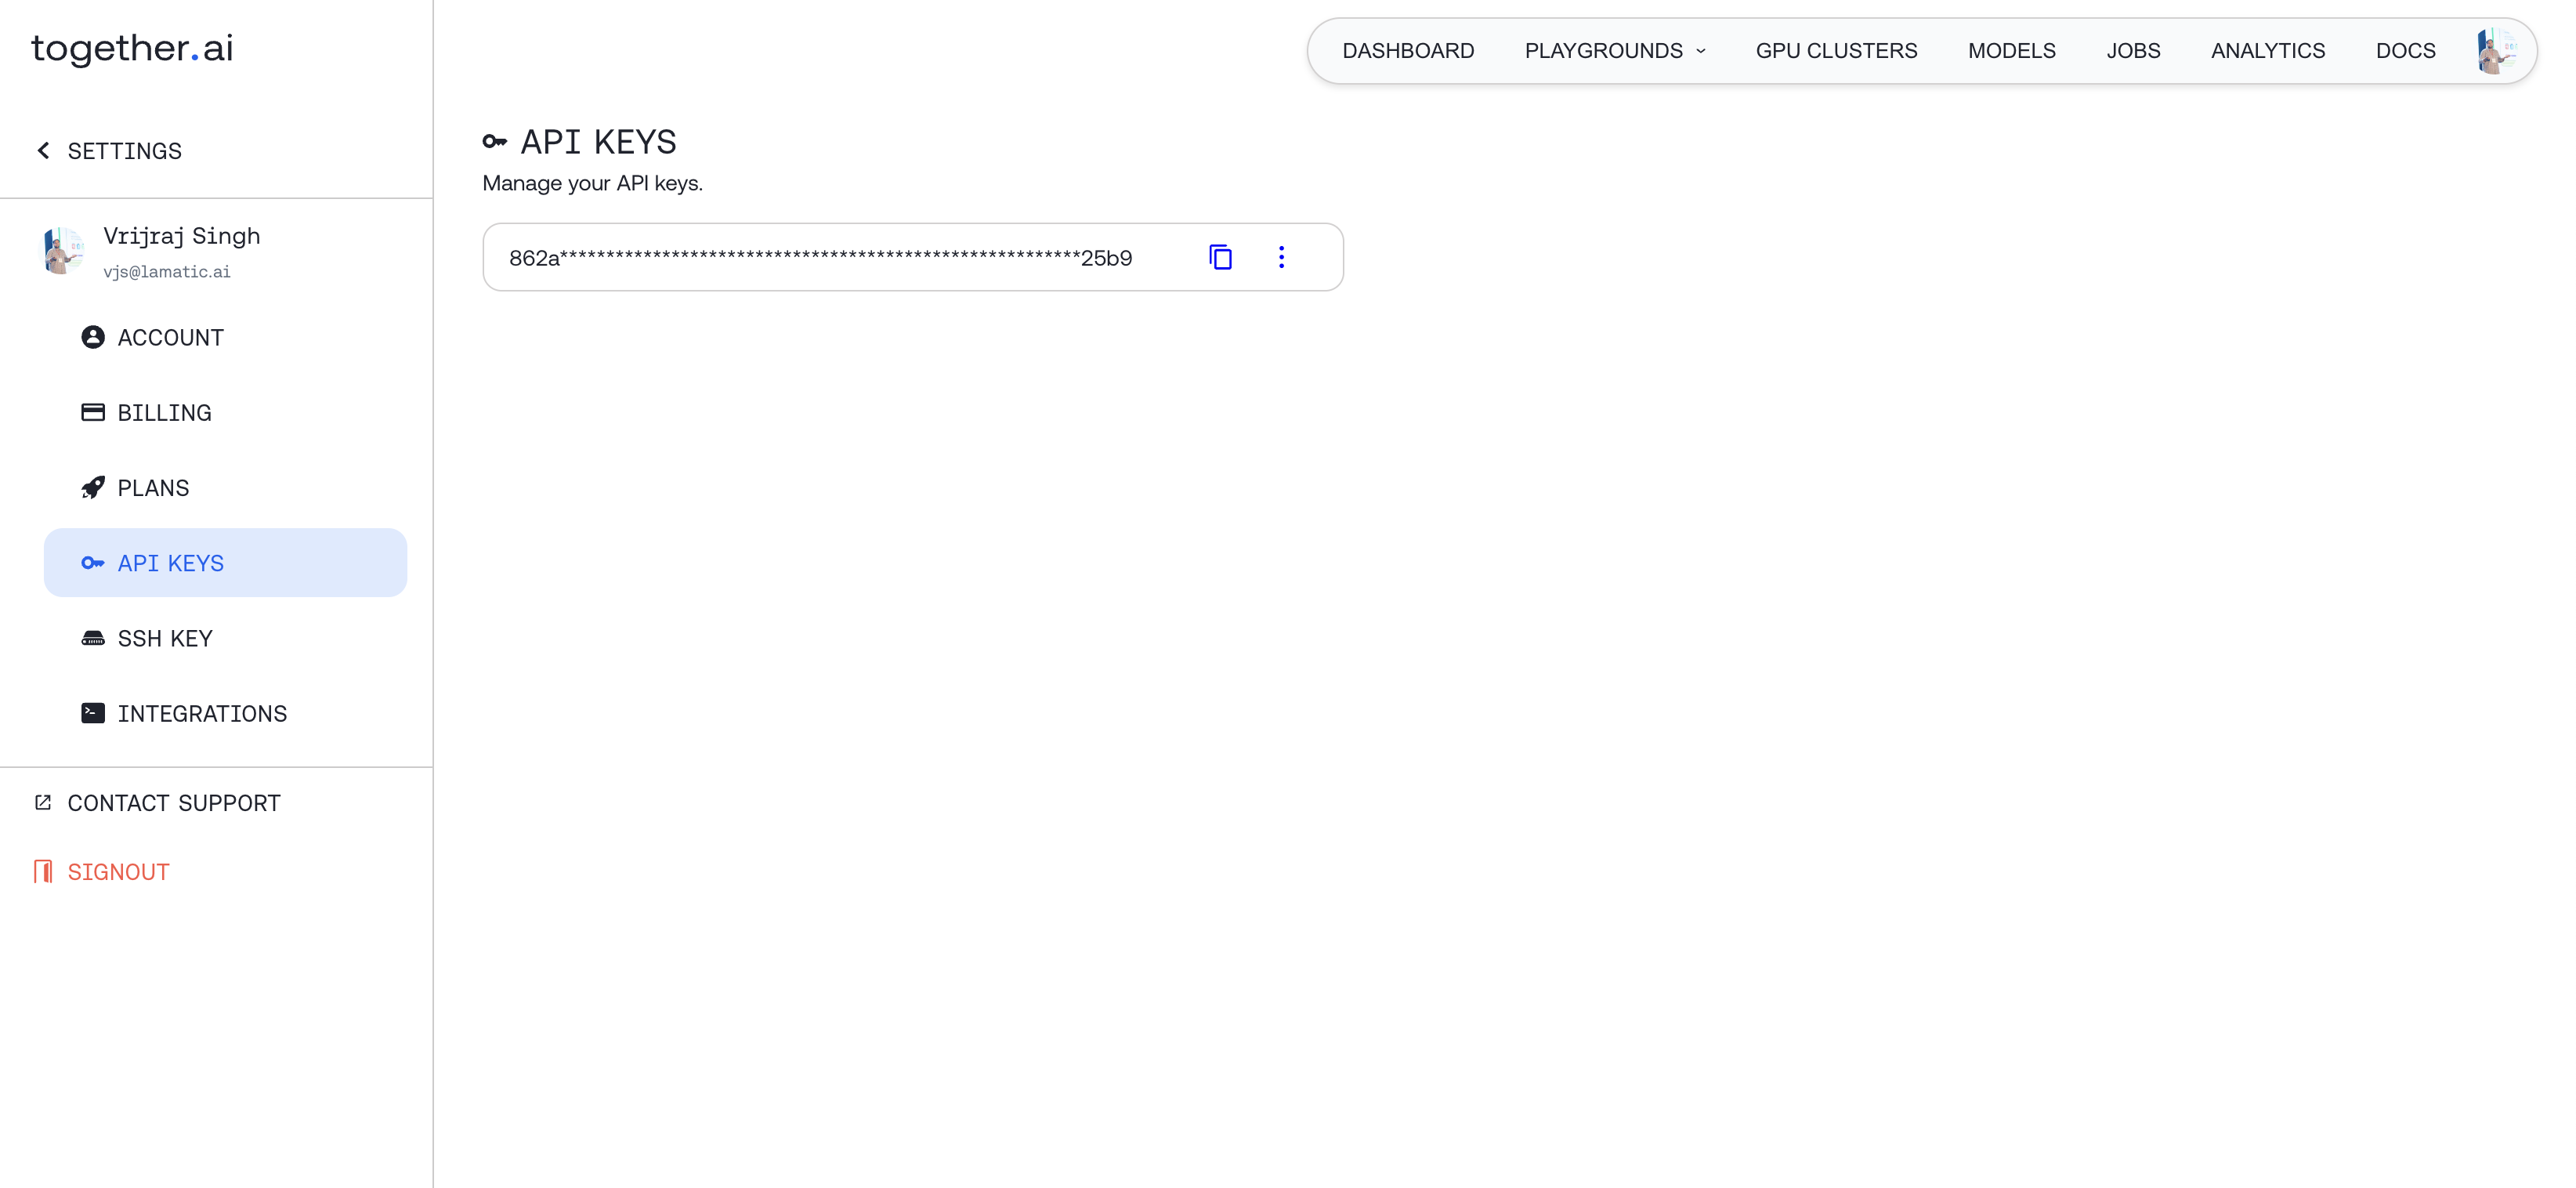 together.ai
DASHBOARD PLAYGROUNDS GPU CLUSTERS MODELS JOBS ANALYTICS DOCS
SETTINGS
Vrijraj Singh
vjs@lamatic.ai
ACCOUNT
BILLING
PLANS
API KEYS
SSH KEY
INTEGRATIONS
CONTACT SUPPORT
SIGNOUT
API KEYS
Manage your API keys.
862a********************************************************25b9